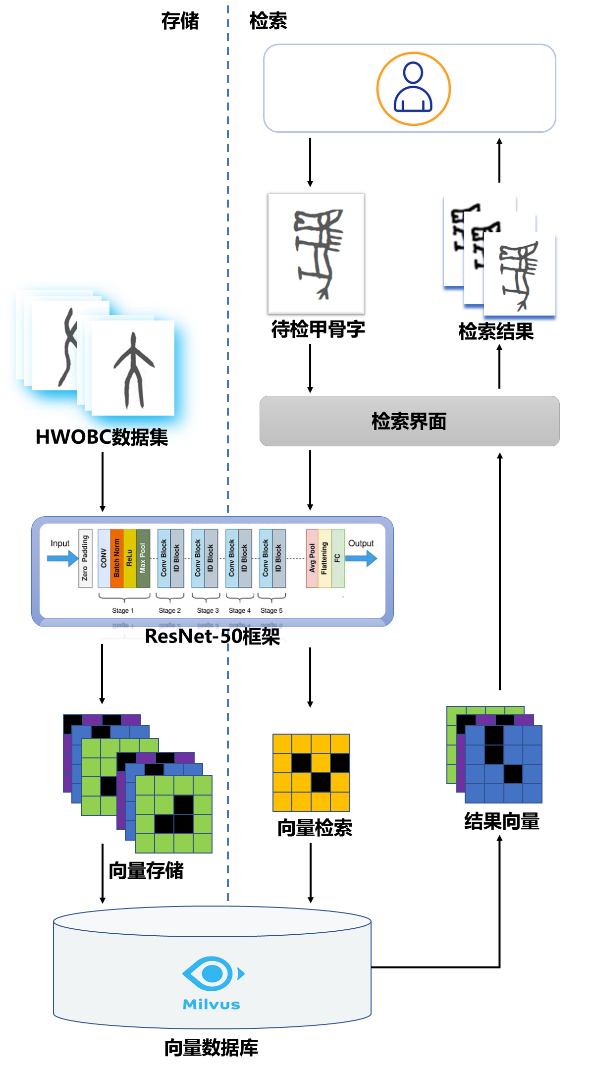 存储
检索
待检甲骨字
检索结果
HWOBC数据集
检索界面
Input
Zero Padding
CONV
Batch Norm
ReLu
Max Pool
Conv Block
ID Block
Conv Block
ID Block
Conv Block
ID Block
Conv Block
ID Block
Avg Pool
Flattening
FC
Output
Stage 1
Stage 2
Stage 3
Stage 4
Stage 5
ResNet-50框架
向量存储
向量检索
结果向量
Milvus
向量数据库